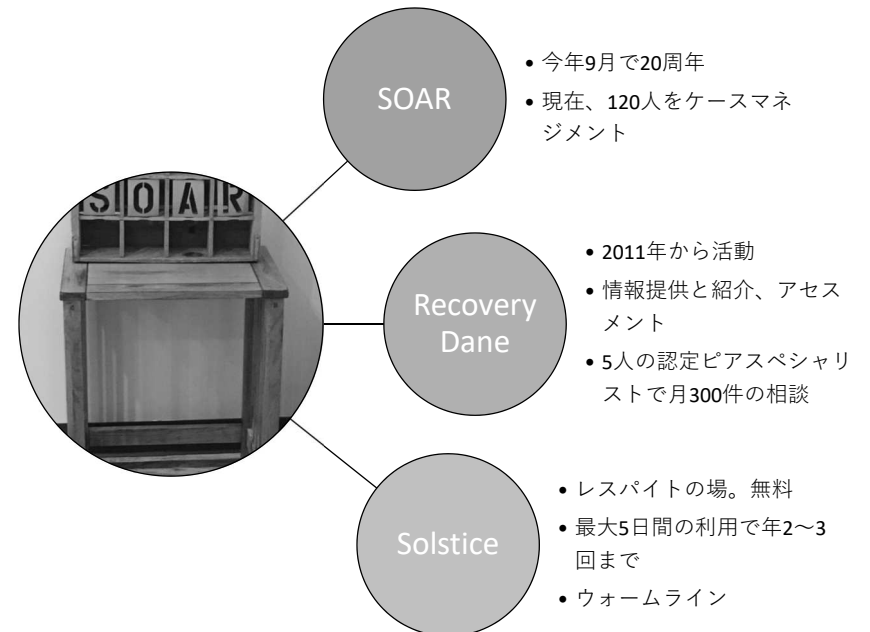 SOAR
• 今年9月で20周年
• 現在、120人をケースマネ
ジメント
SOAR
Recovery
Dane
• 2011年から活動
• 情報提供と紹介、アセス
メント
• 5人の認定ピアスペシャリ
ストで月300件の相談
Solstice
• レスパイトの場。無料
• 最大5日間の利用で年2～3
回まで
• ウォームライン